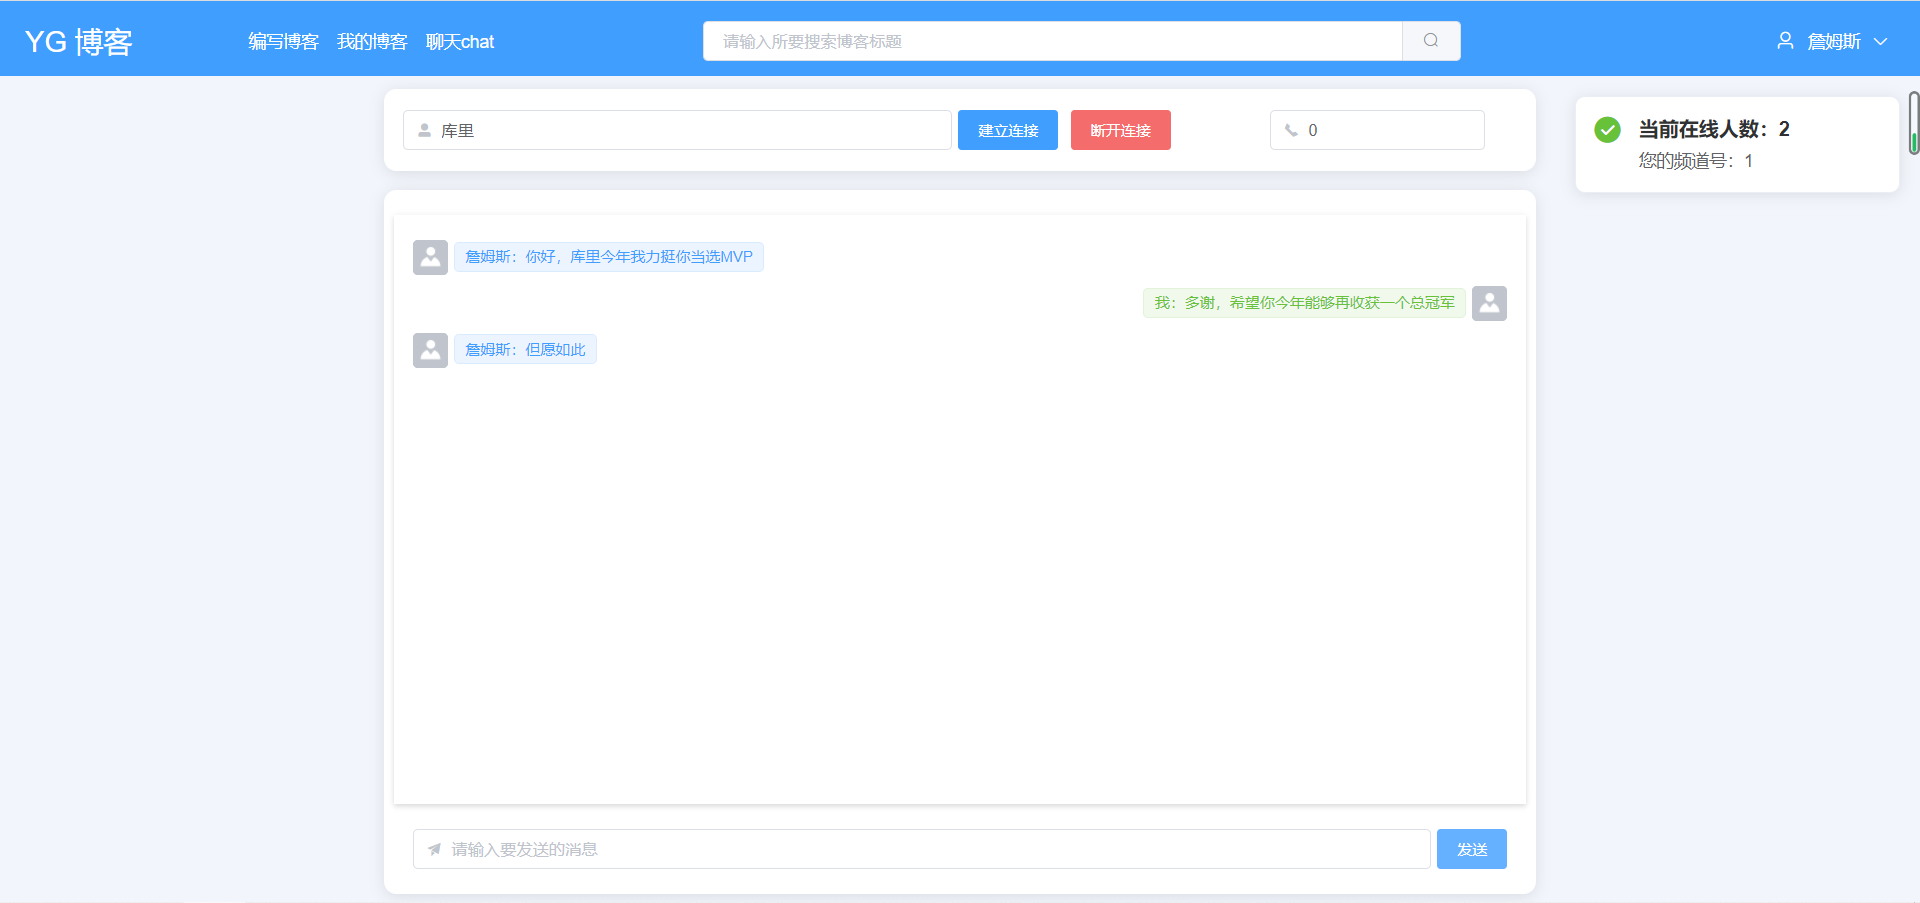 YG 博客
编写博客 我的博客 聊天chat
请输入所要搜索博客标题
詹姆斯
库里
建立连接
断开连接
0
当前在线人数：2
您的频道号：1
詹姆斯：你好，库里今年我力挺你当选MVP
我：多谢，希望你今年能够再收获一个总冠军
詹姆斯：但愿如此
请输入要发送的消息
发送